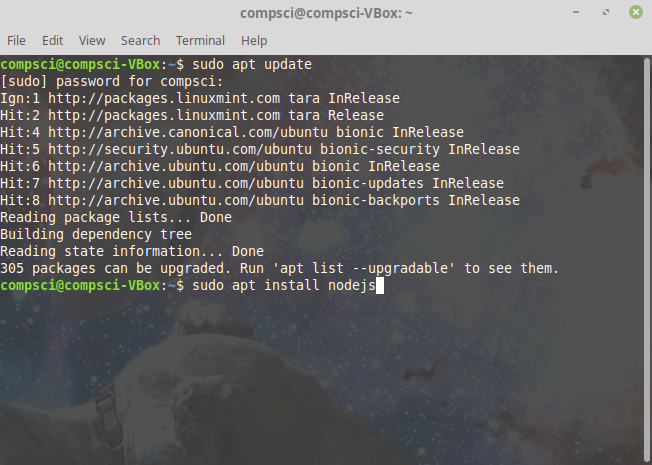 compsci@compsci-VBox: ~
File Edit View Search Terminal Help
compsci@compsci-VBox:~$ sudo apt update
[sudo] password for compsci:
Ign:1 http://packages.linuxmint.com tara InRelease
Hit:2 http://packages.linuxmint.com tara Release
Hit:4 http://archive.canonical.com/ubuntu bionic InRelease
Hit:5 http://security.ubuntu.com/ubuntu bionic-security InRelease
Hit:6 http://archive.ubuntu.com/ubuntu bionic InRelease
Hit:7 http://archive.ubuntu.com/ubuntu bionic-updates InRelease
Hit:8 http://archive.ubuntu.com/ubuntu bionic-backports InRelease
Reading package lists... Done
Building dependency tree
Reading state information... Done
305 packages can be upgraded. Run 'apt list --upgradable' to see them.
compsci@compsci-VBox:~$ sudo apt install nodejs